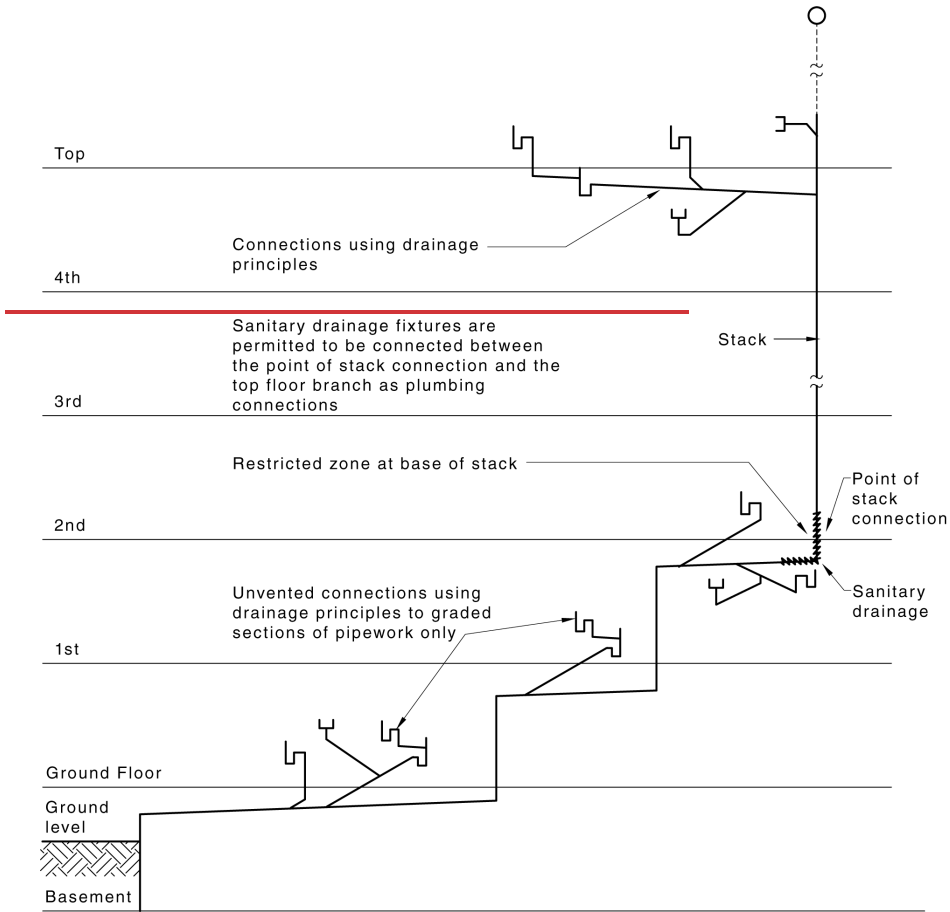 Top
Connections using drainage
principles
4th
Sanitary drainage fixtures are
permitted to be connected between
the point of stack connection and the
top floor branch as plumbing
connections
Stack
3rd
Restricted zone at base of stack
Point of
stack
connection
2nd
Unvented connections using
drainage principles to graded
sections of pipework only
Sanitary
drainage
1st
Ground Floor
Ground
level
Basement